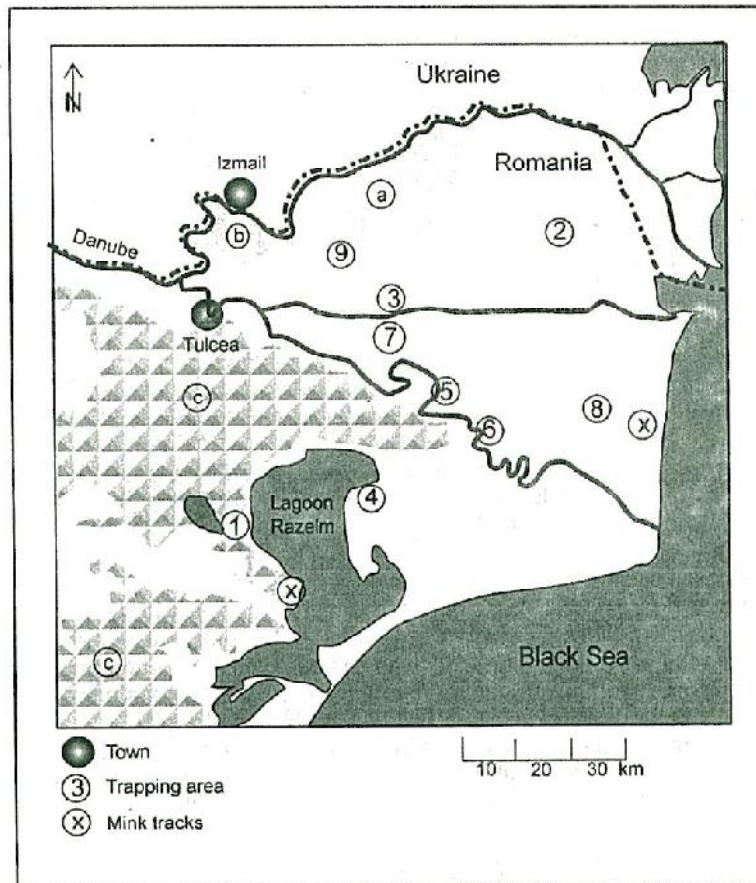 N
Ukraine
Izmail
Romania
a
b
2
Danube
9
3
Tulcea
7
c
5
8
6
x
Lagoon
Razelm
4
1
x
c
Black Sea
Town
10 20 30 km
3 Trapping area
x Mink tracks